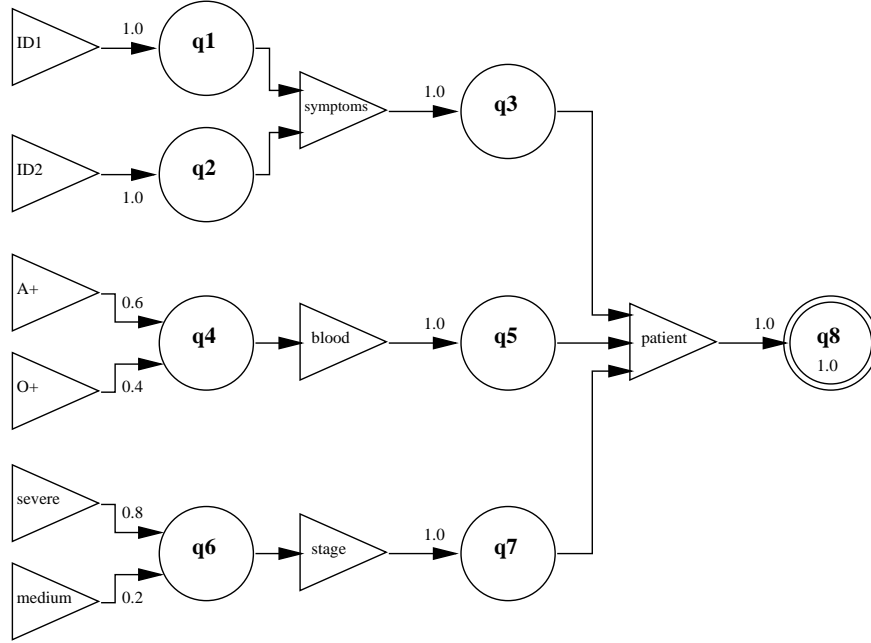 ID1
1.0
q1
symptoms
1.0
q3
ID2
1.0
q2
A+
0.6
q4
blood
1.0
q5
patient
1.0
q8
1.0
O+
0.4
severe
0.8
q6
stage
1.0
q7
medium
0.2